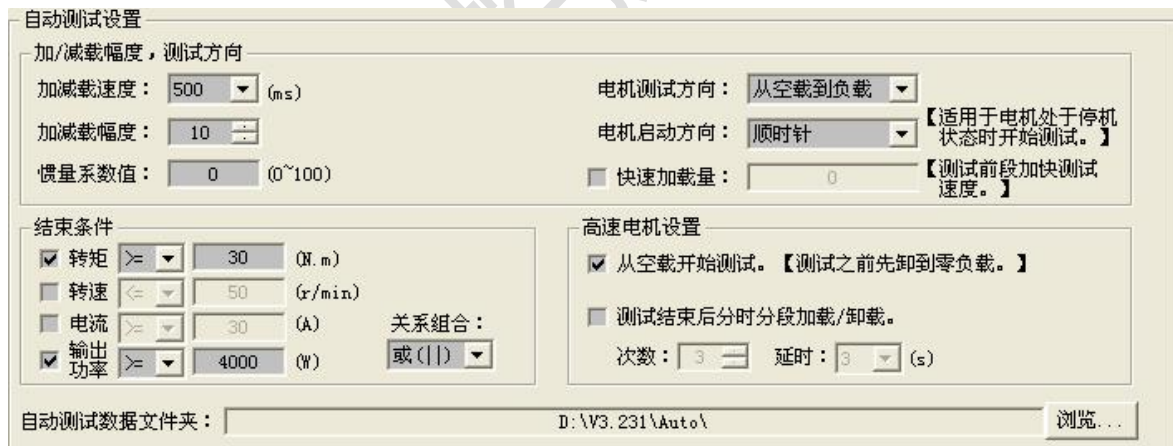 自动测试设置
加/减载幅度，测试方向
加减载速度： 500 (ms)
电机测试方向： 从空载到负载
加减载幅度： 10
电机启动方向： 顺时针 【适用于电机处于停机
状态时开始测试。】
惯量系数值： 0 (0~100)
快速加载量： 0 【测试前段加快测试
速度。】
结束条件
转矩 >= 30 (N.m)
转速 <= 50 (r/min)
电流 >= 30 (A)
输出
功率 >= 4000 (W)
关系组合：
或(||)
高速电机设置
从空载开始测试。【测试之前先卸到零负载。】
测试结束后分时分段加载/卸载。
次数： 3 延时： 3 (s)
自动测试数据文件夹： D:\V3.231\Auto\ 浏览...